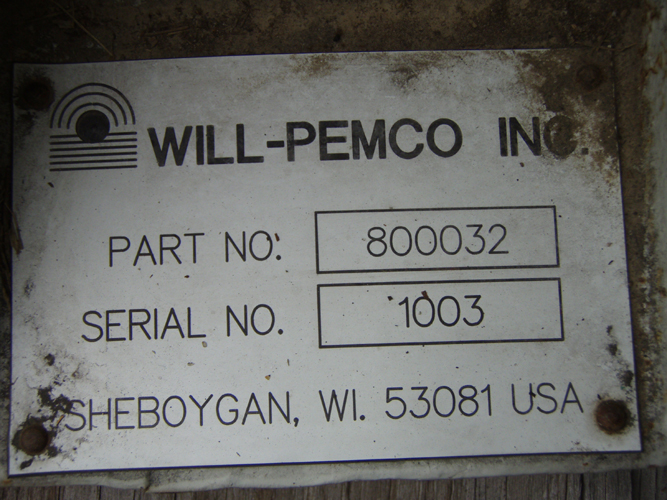 WILL-PEMCO INC.
PART NO. 800032
SERIAL NO. 1003
SHEBOYGAN, WI. 53081 USA